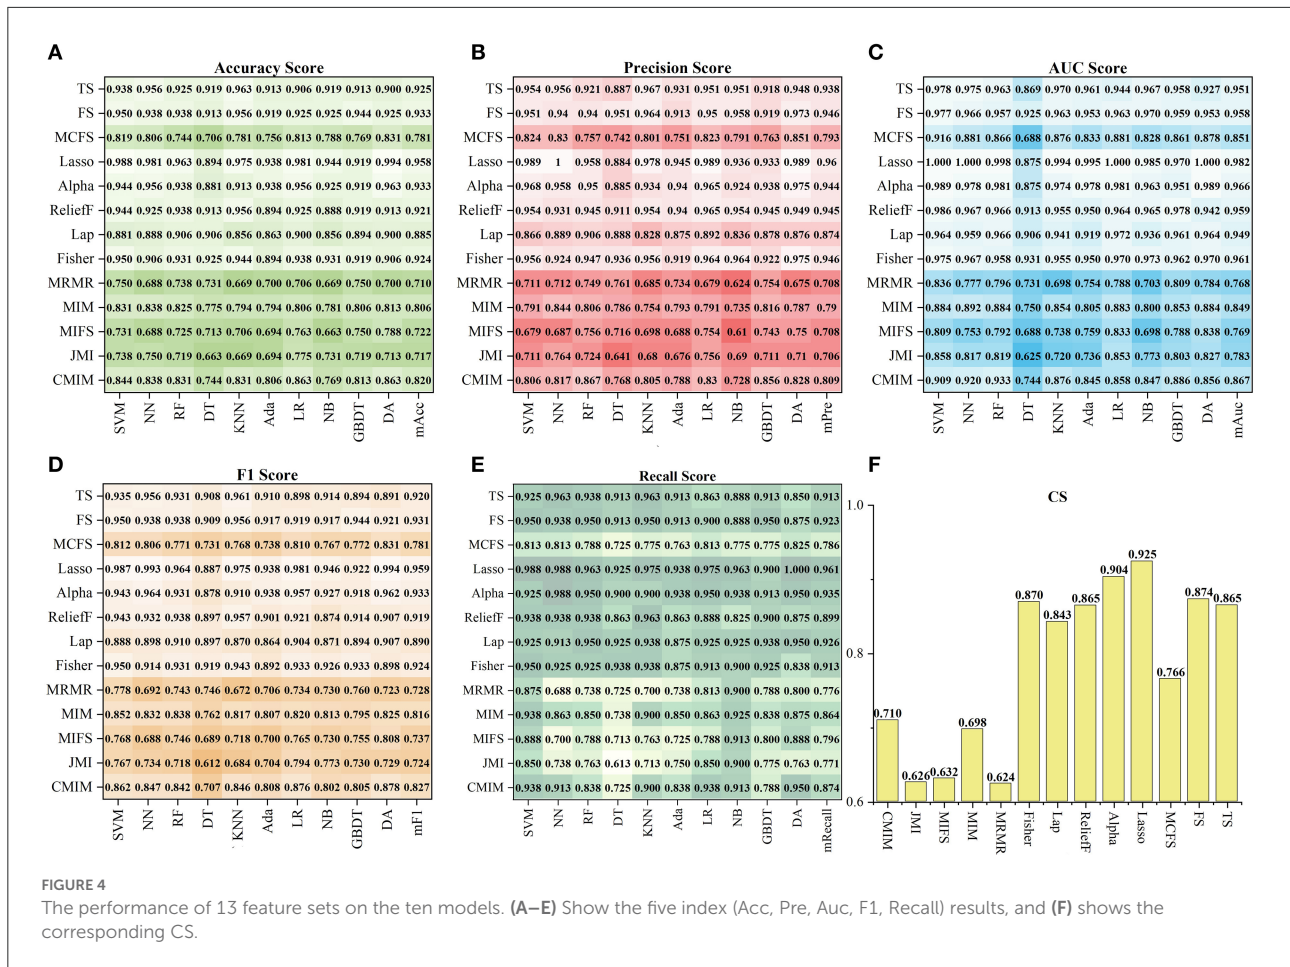 A
Accuracy Score
TS 0.938 0.956 0.925 0.919 0.963 0.913 0.906 0.919 0.913 0.900 0.925
FS 0.950 0.938 0.938 0.913 0.956 0.919 0.925 0.925 0.944 0.925 0.933
MCFS 0.819 0.806 0.744 0.706 0.781 0.756 0.813 0.788 0.769 0.831 0.781
Lasso 0.988 0.981 0.963 0.894 0.975 0.938 0.981 0.944 0.919 0.994 0.958
Alpha 0.944 0.956 0.938 0.881 0.913 0.938 0.956 0.925 0.919 0.963 0.933
ReliefF 0.944 0.925 0.938 0.913 0.956 0.894 0.925 0.888 0.919 0.913 0.921
Lap 0.881 0.888 0.906 0.906 0.856 0.863 0.900 0.856 0.894 0.900 0.885
Fisher 0.950 0.906 0.931 0.925 0.944 0.894 0.938 0.931 0.919 0.906 0.924
MRMR 0.750 0.688 0.738 0.731 0.669 0.700 0.706 0.669 0.750 0.700 0.710
MIM 0.831 0.838 0.825 0.775 0.794 0.794 0.806 0.781 0.806 0.813 0.806
MIFS 0.731 0.688 0.725 0.713 0.706 0.694 0.763 0.663 0.750 0.788 0.722
JMI 0.738 0.750 0.719 0.663 0.669 0.694 0.775 0.731 0.719 0.713 0.717
CMIM 0.844 0.838 0.831 0.744 0.831 0.806 0.863 0.769 0.813 0.863 0.820
SVM NN RF DT KNN Ada LR NB GBDT DA mAcc
B
Precision Score
TS 0.954 0.956 0.921 0.887 0.967 0.931 0.951 0.951 0.918 0.948 0.938
FS 0.951 0.94 0.94 0.951 0.964 0.913 0.95 0.958 0.919 0.973 0.946
MCFS 0.824 0.83 0.757 0.742 0.801 0.751 0.823 0.791 0.763 0.851 0.793
Lasso 0.989 1 0.958 0.884 0.978 0.945 0.989 0.936 0.933 0.989 0.96
Alpha 0.968 0.958 0.95 0.885 0.934 0.94 0.965 0.924 0.938 0.975 0.944
ReliefF 0.954 0.931 0.945 0.911 0.954 0.94 0.965 0.954 0.945 0.949 0.945
Lap 0.866 0.889 0.906 0.888 0.828 0.875 0.892 0.836 0.878 0.876 0.874
Fisher 0.956 0.924 0.947 0.936 0.956 0.919 0.964 0.964 0.922 0.975 0.946
MRMR 0.711 0.712 0.749 0.761 0.685 0.734 0.679 0.624 0.754 0.675 0.708
MIM 0.791 0.844 0.806 0.786 0.754 0.793 0.791 0.735 0.816 0.787 0.79
MIFS 0.679 0.687 0.756 0.716 0.698 0.688 0.754 0.61 0.743 0.75 0.708
JMI 0.711 0.764 0.724 0.641 0.68 0.676 0.756 0.69 0.711 0.71 0.706
CMIM 0.806 0.817 0.867 0.768 0.805 0.788 0.83 0.728 0.856 0.828 0.809
SVM NN RF DT KNN Ada LR NB GBDT DA mPre
C
AUC Score
TS 0.978 0.975 0.963 0.869 0.970 0.961 0.944 0.967 0.958 0.927 0.951
FS 0.977 0.966 0.957 0.925 0.963 0.963 0.960 0.970 0.959 0.953 0.958
MCFS 0.916 0.881 0.866 0.688 0.876 0.833 0.881 0.828 0.861 0.878 0.851
Lasso 1.000 1.000 0.998 0.875 0.994 0.995 1.000 0.985 0.970 1.000 0.982
Alpha 0.989 0.978 0.981 0.875 0.974 0.978 0.981 0.963 0.951 0.989 0.966
ReliefF 0.986 0.967 0.966 0.913 0.955 0.950 0.964 0.965 0.978 0.942 0.959
Lap 0.964 0.959 0.966 0.906 0.941 0.919 0.972 0.936 0.961 0.964 0.949
Fisher 0.975 0.967 0.958 0.931 0.955 0.950 0.970 0.973 0.962 0.970 0.961
MRMR 0.836 0.777 0.796 0.731 0.698 0.754 0.788 0.703 0.809 0.784 0.768
MIM 0.884 0.892 0.884 0.750 0.854 0.805 0.883 0.800 0.853 0.884 0.849
MIFS 0.809 0.753 0.792 0.688 0.738 0.759 0.833 0.698 0.788 0.838 0.769
JMI 0.858 0.817 0.819 0.625 0.720 0.736 0.853 0.773 0.803 0.827 0.783
CMIM 0.909 0.920 0.933 0.744 0.876 0.845 0.858 0.847 0.886 0.856 0.867
SVM NN RF DT KNN Ada LR NB GBDT DA mAuc
D
F1 Score
TS 0.935 0.956 0.931 0.908 0.961 0.910 0.898 0.914 0.894 0.891 0.920
FS 0.950 0.938 0.938 0.909 0.956 0.917 0.919 0.917 0.944 0.921 0.931
MCFS 0.812 0.806 0.771 0.731 0.768 0.738 0.810 0.767 0.772 0.831 0.781
Lasso 0.987 0.993 0.964 0.887 0.975 0.938 0.981 0.946 0.922 0.994 0.959
Alpha 0.943 0.964 0.931 0.878 0.910 0.938 0.957 0.927 0.918 0.962 0.933
ReliefF 0.943 0.932 0.938 0.897 0.957 0.901 0.921 0.874 0.914 0.907 0.919
Lap 0.888 0.898 0.910 0.897 0.870 0.864 0.904 0.871 0.894 0.907 0.890
Fisher 0.950 0.914 0.931 0.919 0.943 0.892 0.933 0.926 0.933 0.898 0.924
MRMR 0.778 0.692 0.743 0.746 0.672 0.706 0.734 0.730 0.760 0.723 0.728
MIM 0.852 0.832 0.838 0.762 0.817 0.807 0.820 0.813 0.795 0.825 0.816
MIFS 0.768 0.688 0.746 0.689 0.718 0.700 0.765 0.730 0.755 0.808 0.737
JMI 0.767 0.734 0.718 0.612 0.684 0.704 0.794 0.773 0.730 0.729 0.724
CMIM 0.862 0.847 0.842 0.707 0.846 0.808 0.876 0.802 0.805 0.878 0.827
SVM NN RF DT KNN Ada LR NB GBDT DA mF1
E
Recall Score
TS 0.925 0.963 0.938 0.913 0.963 0.913 0.863 0.888 0.913 0.850 0.913
FS 0.950 0.938 0.950 0.913 0.950 0.913 0.900 0.888 0.950 0.875 0.923
MCFS 0.813 0.813 0.788 0.725 0.775 0.763 0.813 0.775 0.775 0.825 0.786
Lasso 0.988 0.988 0.963 0.925 0.975 0.938 0.975 0.963 0.900 1.000 0.961
Alpha 0.925 0.988 0.950 0.900 0.900 0.938 0.950 0.938 0.913 0.950 0.935
ReliefF 0.938 0.938 0.938 0.863 0.963 0.863 0.888 0.825 0.900 0.875 0.899
Lap 0.925 0.913 0.950 0.925 0.938 0.875 0.925 0.925 0.938 0.950 0.926
Fisher 0.950 0.925 0.925 0.938 0.938 0.875 0.913 0.900 0.925 0.838 0.913
MRMR 0.875 0.688 0.738 0.725 0.700 0.738 0.813 0.900 0.788 0.800 0.776
MIM 0.938 0.863 0.850 0.738 0.900 0.850 0.863 0.925 0.838 0.875 0.864
MIFS 0.888 0.700 0.788 0.713 0.763 0.725 0.788 0.913 0.800 0.888 0.796
JMI 0.850 0.738 0.763 0.613 0.713 0.750 0.850 0.900 0.775 0.763 0.771
CMIM 0.938 0.913 0.838 0.725 0.900 0.838 0.938 0.913 0.788 0.950 0.874
SVM NN RF DT KNN Ada LR NB GBDT DA mRecall
F
CS
1.0
0.8
0.6
0.710 0.626 0.632 0.698 0.624 0.870 0.843 0.865 0.904 0.925 0.766 0.874 0.865
CMIM JMI MIFS MIM MRMR Fisher Lap ReliefF Alpha Lasso MCFS FS TS
FIGURE 4
The performance of 13 feature sets on the ten models. (A–E) Show the five index (Acc, Pre, Auc, F1, Recall) results, and (F) shows the
corresponding CS.